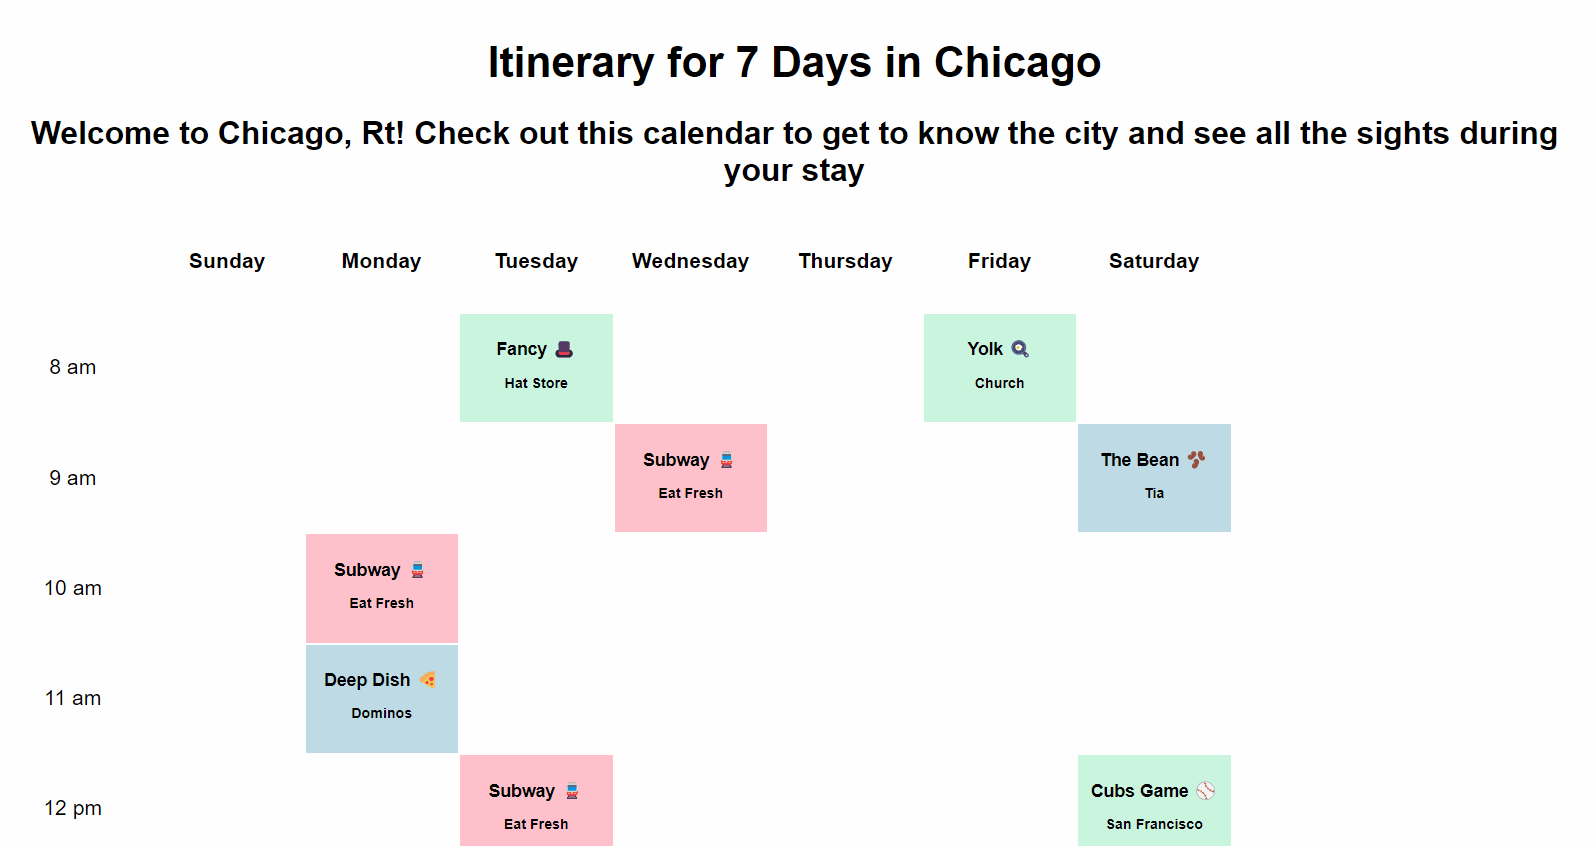 Itinerary for 7 Days in Chicago
Welcome to Chicago, Rt! Check out this calendar to get to know the city and see all the sights during
your stay
Sunday Monday Tuesday Wednesday Thursday Friday Saturday
8 am
Fancy 🎩
Hat Store
Yolk 🍳
Church
9 am
Subway 🚆
Eat Fresh
The Bean 🫘
Tia
10 am
Subway 🚆
Eat Fresh
11 am
Deep Dish 🍕
Dominos
12 pm
Subway 🚆
Eat Fresh
Cubs Game ⚾
San Francisco